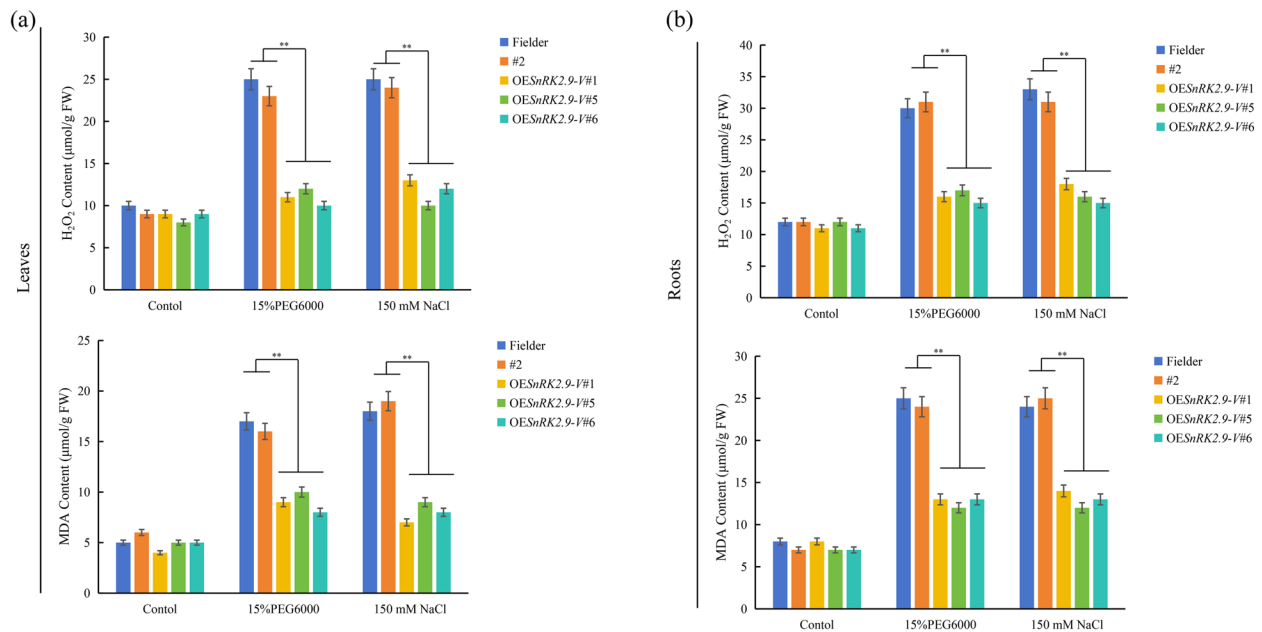 (a)
Leaves
H₂O₂ Content (μmol/g FW)
30
25
20
15
10
5
0
**
**
Contol
15%PEG6000
150 mM NaCl
Fielder
#2
OESnRK2.9-V#1
OESnRK2.9-V#5
OESnRK2.9-V#6
MDA Content (μmol/g FW)
25
20
15
10
5
0
**
**
Contol
15%PEG6000
150 mM NaCl
Fielder
#2
OESnRK2.9-V#1
OESnRK2.9-V#5
OESnRK2.9-V#6
(b)
Roots
H₂O₂ Content (μmol/g FW)
40
35
30
25
20
15
10
5
0
**
**
Contol
15%PEG6000
150 mM NaCl
Fielder
#2
OESnRK2.9-V#1
OESnRK2.9-V#5
OESnRK2.9-V#6
MDA Content (μmol/g FW)
30
25
20
15
10
5
0
**
**
Contol
15%PEG6000
150 mM NaCl
Fielder
#2
OESnRK2.9-V#1
OESnRK2.9-V#5
OESnRK2.9-V#6